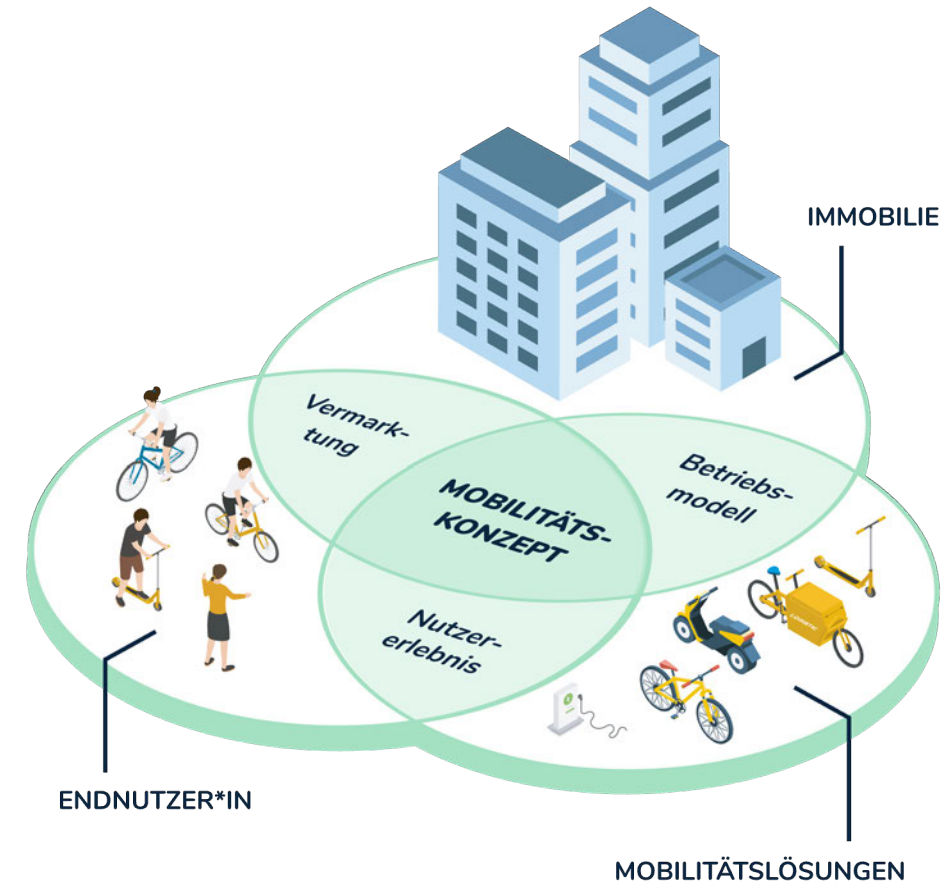 IMMOBILIE
Vermark-
tung
Betriebs-
modell
MOBILITÄTS-
KONZEPT
Nutzer-
erlebnis
ENDNUTZER*IN
MOBILITÄTSLÖSUNGEN